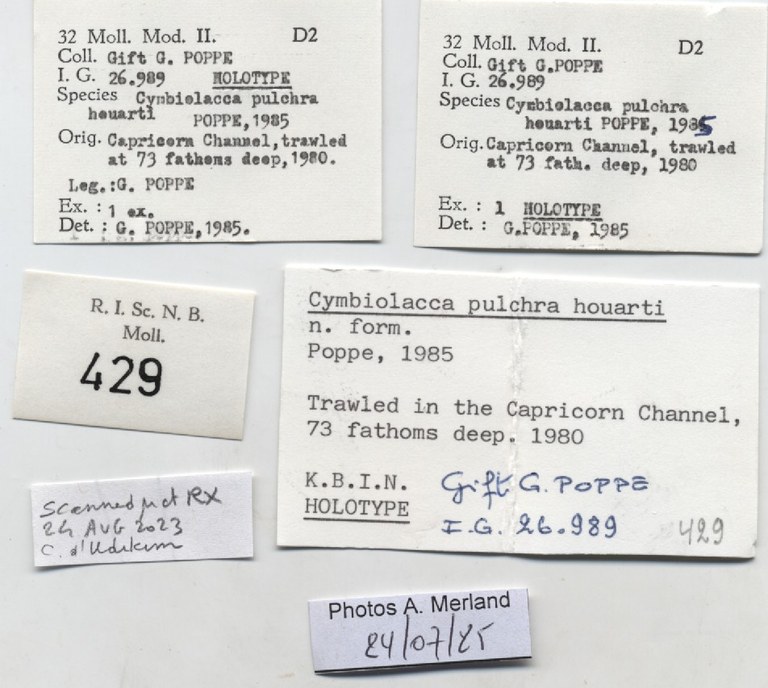 32 Moll. Mod. II. D2
Coll. Gift G. POPPE
I. G. 26.989 HOLOTYPE
Species Cymbiolacca pulchra
houarti POPPE,1985
Orig. Capricorn Channel,trawled
at 73 fathoms deep,1980.
Leg.:G. POPPE
Ex. : 1 ex.
Det. : G. POPPE,1985.
32 Moll. Mod. II. D2
Coll. Gift G.POPPE
I. G. 26.989
Species Cymbiolacca pulchra
houarti POPPE, 1985
Orig. Capricorn Channel, trawled
at 73 fath. deep, 1980
Ex. : 1 HOLOTYPE
Det. : G.POPPE, 1985
R. I. Sc. N. B.
Moll.
429
Cymbiolacca pulchra houarti
n. form.
Poppe, 1985
Trawled in the Capricorn Channel,
73 fathoms deep. 1980
K.B.I.N. Gift G. POPPE
HOLOTYPE I.G. 26.989 429
Scanned µct RX
24 AUG 2023
C. d'Udekem
Photos A. Merland
24/07/25